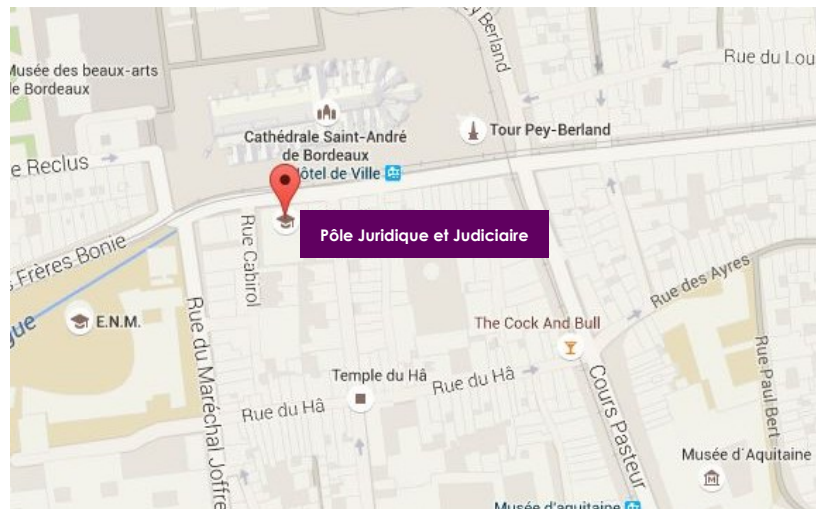 Pey Berland
Rue du Lou
Musée des beaux-arts
de Bordeaux
Tour Pey-Berland
Cathédrale Saint-André
de Bordeaux
e Reclus
Hôtel de Ville
Pôle Juridique et Judiciaire
Rue Cabirol
s Frères Bonie
Rue des Ayres
E.N.M.
gue
The Cock And Bull
Rue du Maréchal Joffre
Rue Paul Bert
Temple du Hâ
Rue du Hâ
Rue du Hâ
Cours Pasteur
Musée d'Aquitaine
Musée d'aquitaine